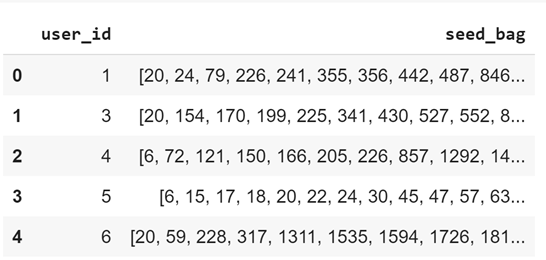 user_id seed_bag
0 1 [20, 24, 79, 226, 241, 355, 356, 442, 487, 846...
1 3 [20, 154, 170, 199, 225, 341, 430, 527, 552, 8...
2 4 [6, 72, 121, 150, 166, 205, 226, 857, 1292, 14...
3 5 [6, 15, 17, 18, 20, 22, 24, 30, 45, 47, 57, 63...
4 6 [20, 59, 228, 317, 1311, 1535, 1594, 1726, 181...